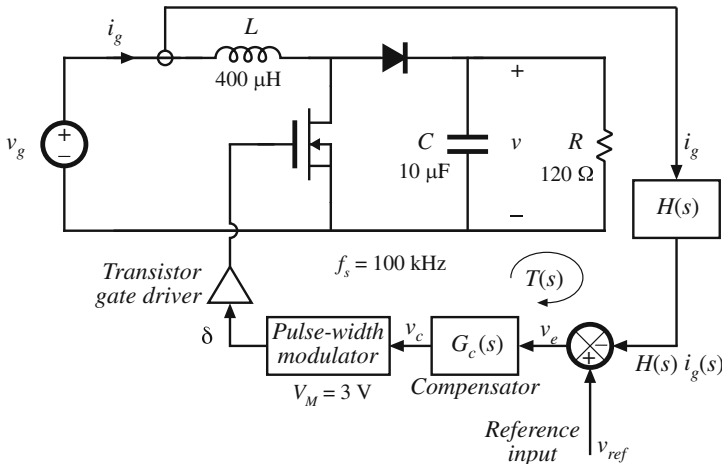 i_g
L
400 μH
v_g
+
−
C
10 μF
+
v
−
R
120 Ω
i_g
H(s)
Transistor
gate driver
f_s = 100 kHz
T(s)
δ
Pulse-width
modulator
V_M = 3 V
v_c
G_c(s)
Compensator
v_e
−
+
H(s) i_g(s)
Reference
input
v_ref